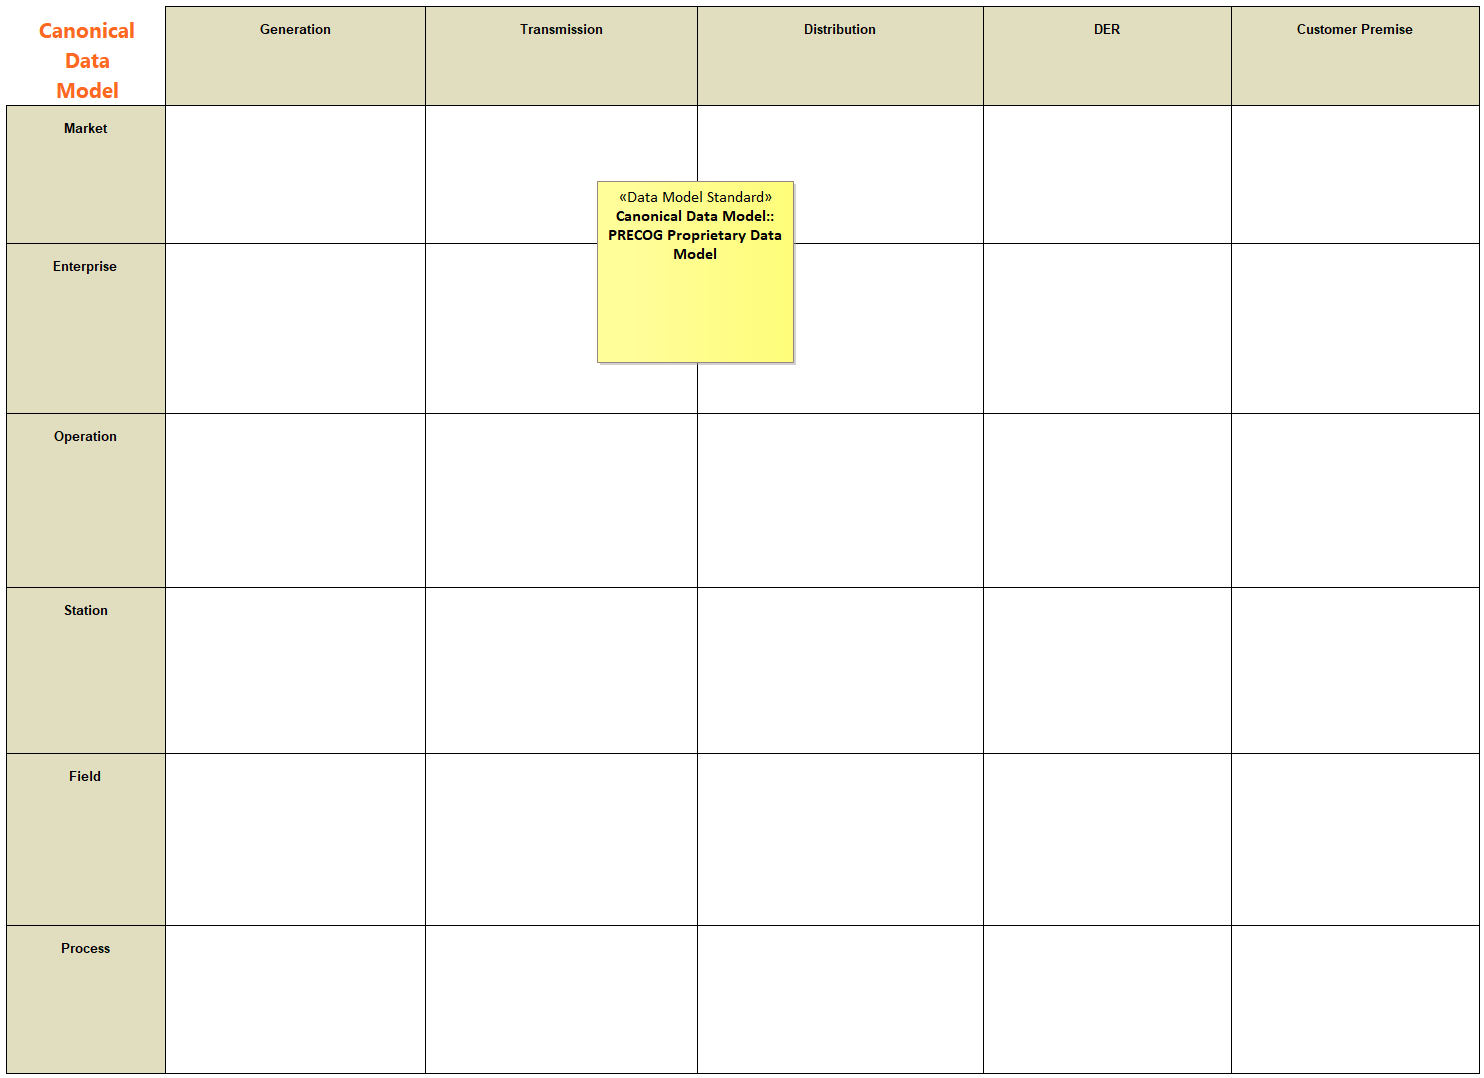 Canonical
Data
Model
Generation
Transmission
Distribution
DER
Customer Premise
Market
«Data Model Standard»
Canonical Data Model::
PRECOG Proprietary Data
Model
Enterprise
Operation
Station
Field
Process